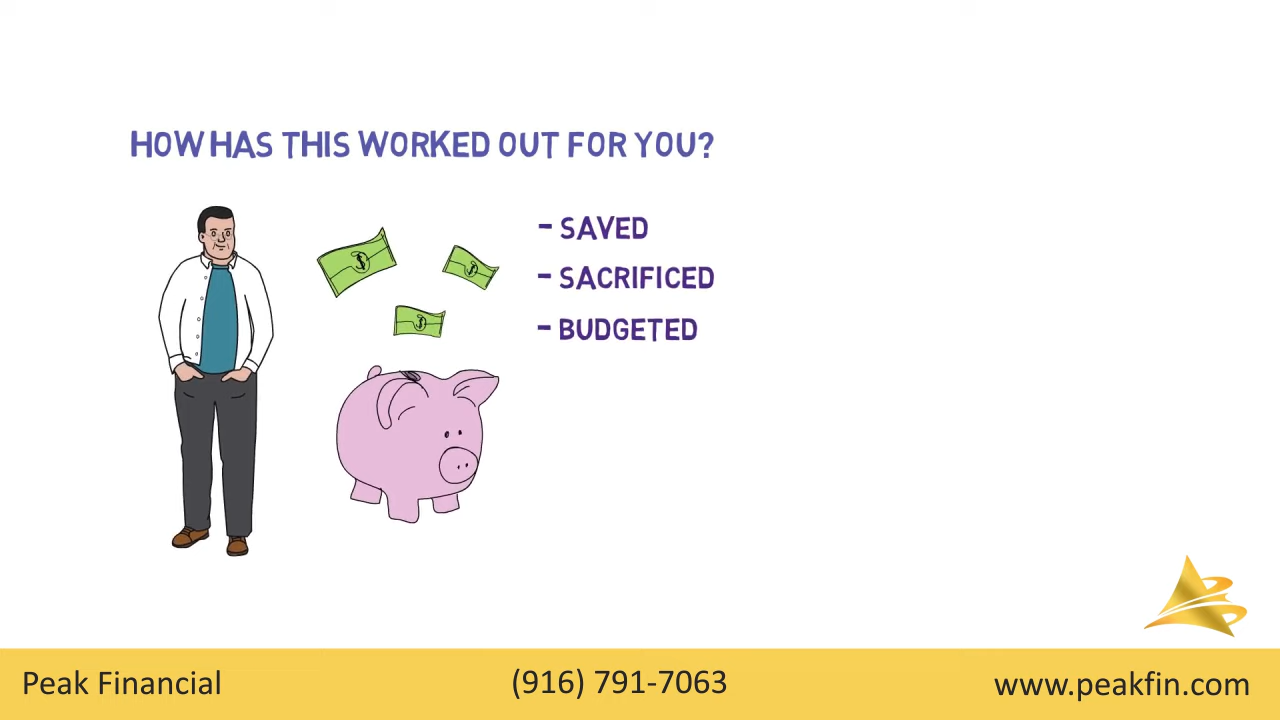 HOW HAS THIS WORKED OUT FOR YOU?
- SAVED
- SACRIFICED
- BUDGETED
Peak Financial
(916) 791-7063
www.peakfin.com